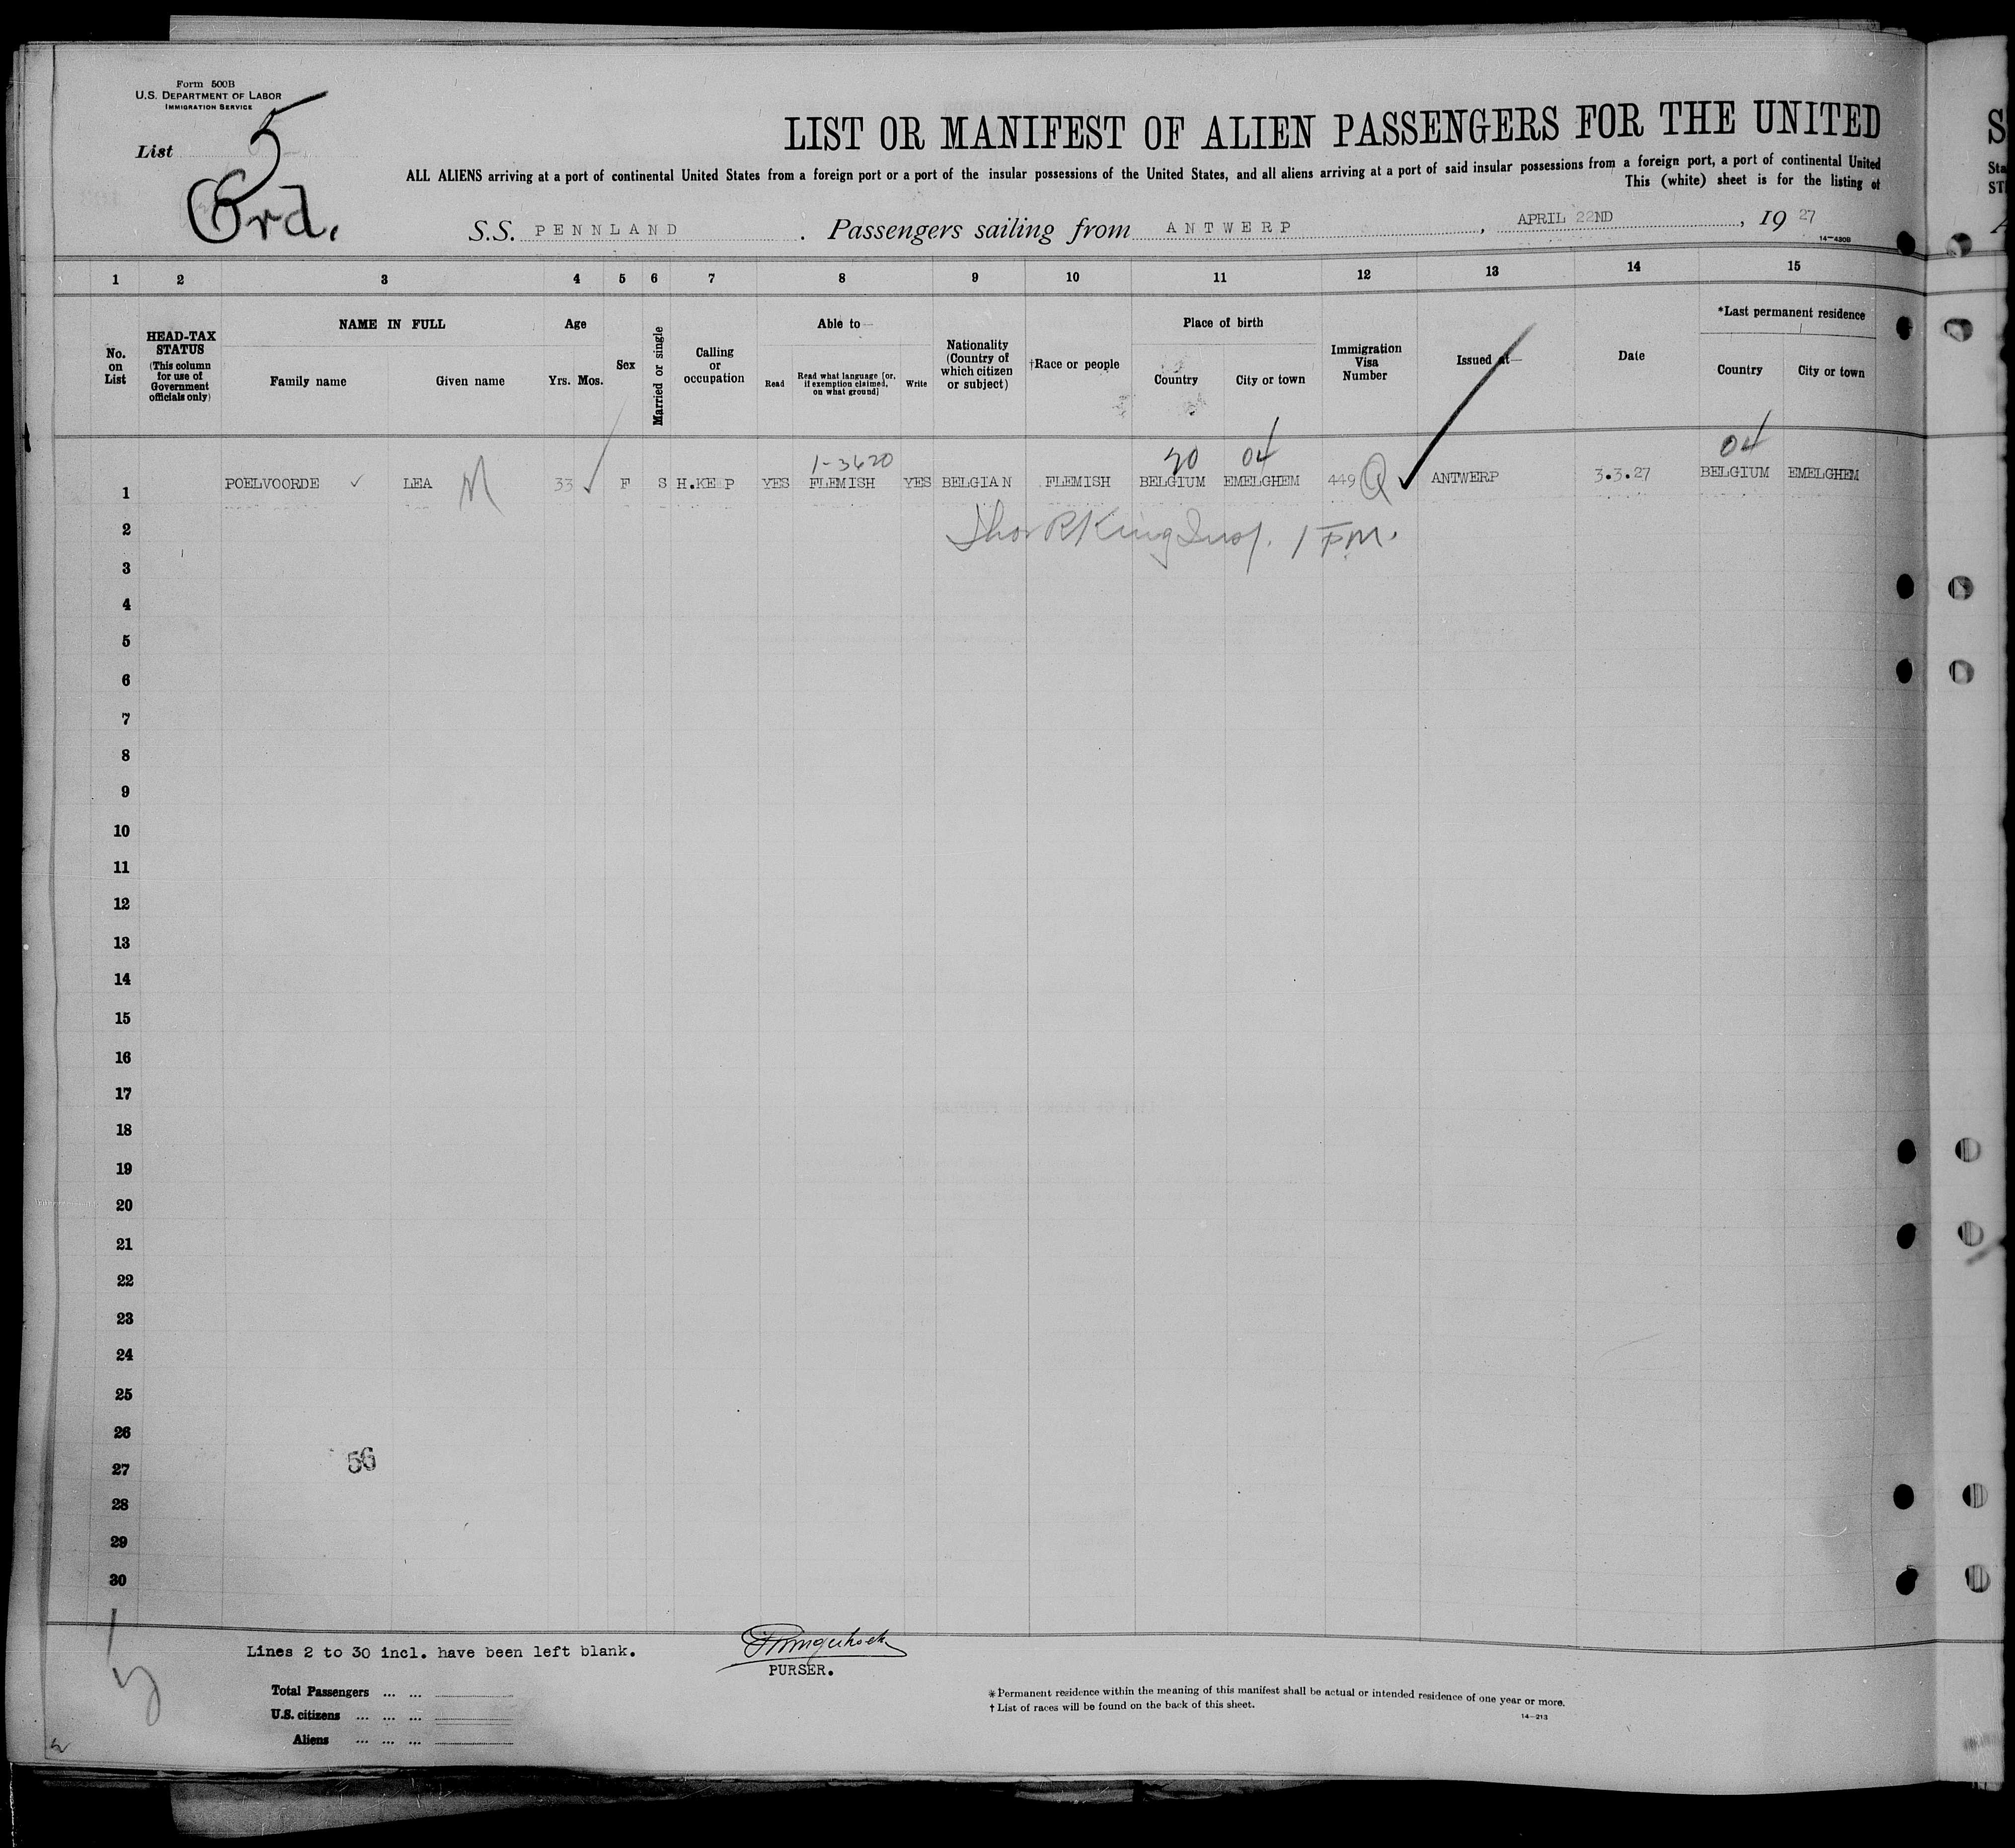 Form 500B
U.S. DEPARTMENT OF LABOR
IMMIGRATION SERVICE
List 5
Ord.
LIST OR MANIFEST OF ALIEN PASSENGERS FOR THE UNITED
ALL ALIENS arriving at a port of continental United States from a foreign port or a port of the insular possessions of the United States, and all aliens arriving at a port of said insular possessions from a foreign port, a port of continental United
This (white) sheet is for the listing of
S.S. PENNLAND . Passengers sailing from ANTWERP , APRIL 22ND , 19 27
14-430B
1 2 3 4 5 6 7 8 9 10 11 12 13 14 15
No. on List
HEAD-TAX STATUS
(This column for use of Government officials only)
NAME IN FULL
Family name Given name
Age
Yrs. Mos.
Sex
Married or single
Calling or occupation
Able to—
Read
Read what language [or, if exemption claimed, on what ground]
Write
Nationality (Country of which citizen or subject)
†Race or people
Place of birth
Country City or town
Immigration Visa Number
Issued at—
Date
*Last permanent residence
Country City or town
1-3620 20 04 04
1 POELVOORDE ✓ LEA M 33 ✓ F S H.KEEP YES FLEMISH YES BELGIAN FLEMISH BELGIUM EMELGHEM 449 Q ✓ ANTWERP 3.3.27 BELGIUM EMELGHEM
2 King Insp. 1 F.M.
3
4
5
6
7
8
9
10
11
12
13
14
15
16
17
18
19
20
21
22
23
24
25
26
56
27
28
29
30
Lines 2 to 30 incl. have been left blank.
PURSER.
Total Passengers ... ...
U.S. citizens ... ... ...
Aliens ... ... ...
*Permanent residence within the meaning of this manifest shall be actual or intended residence of one year or more.
†List of races will be found on the back of this sheet.
14-213